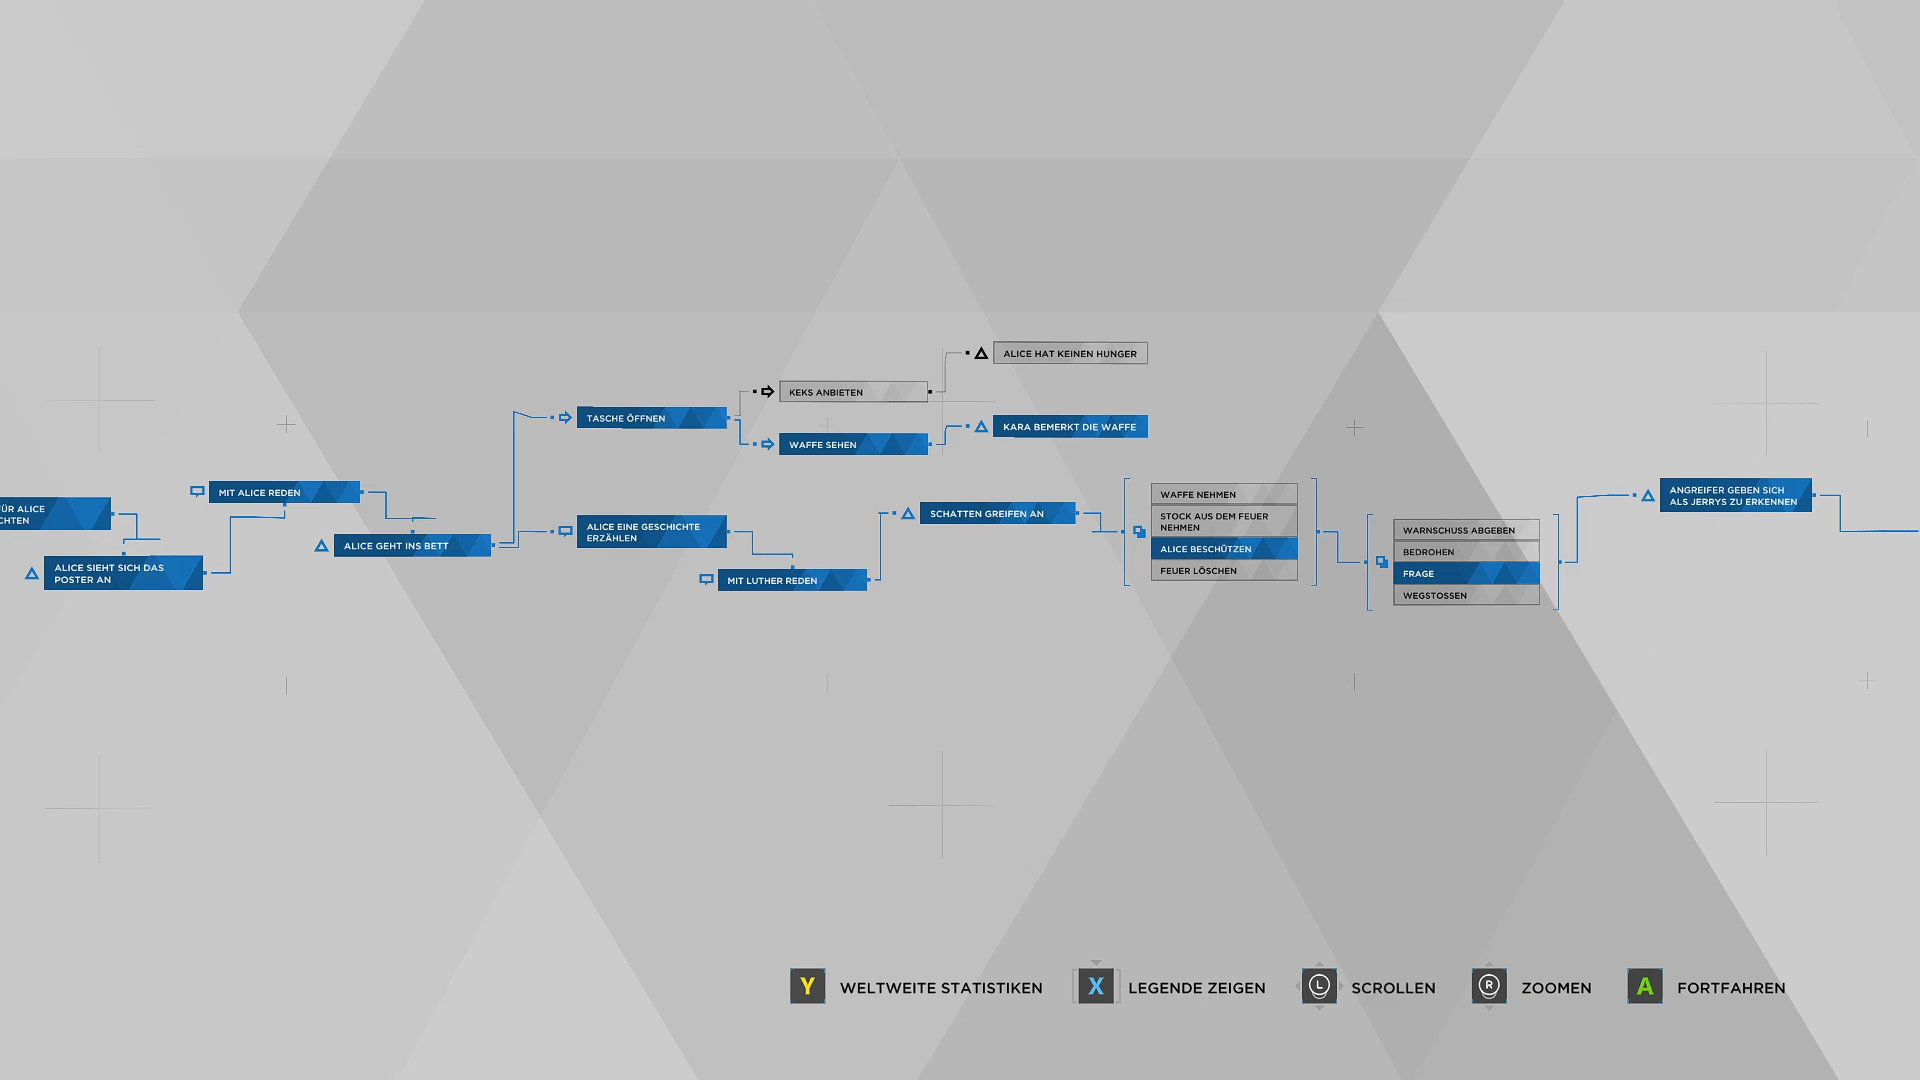 ÜR ALICE
CHTEN
ALICE SIEHT SICH DAS
POSTER AN
MIT ALICE REDEN
ALICE GEHT INS BETT
TASCHE ÖFFNEN
KEKS ANBIETEN
ALICE HAT KEINEN HUNGER
WAFFE SEHEN
KARA BEMERKT DIE WAFFE
ALICE EINE GESCHICHTE
ERZÄHLEN
MIT LUTHER REDEN
SCHATTEN GREIFEN AN
WAFFE NEHMEN
STOCK AUS DEM FEUER
NEHMEN
ALICE BESCHÜTZEN
FEUER LÖSCHEN
WARNSCHUSS ABGEBEN
BEDROHEN
FRAGE
WEGSTOSSEN
ANGREIFER GEBEN SICH
ALS JERRYS ZU ERKENNEN
Y WELTWEITE STATISTIKEN X LEGENDE ZEIGEN L SCROLLEN R ZOOMEN A FORTFAHREN